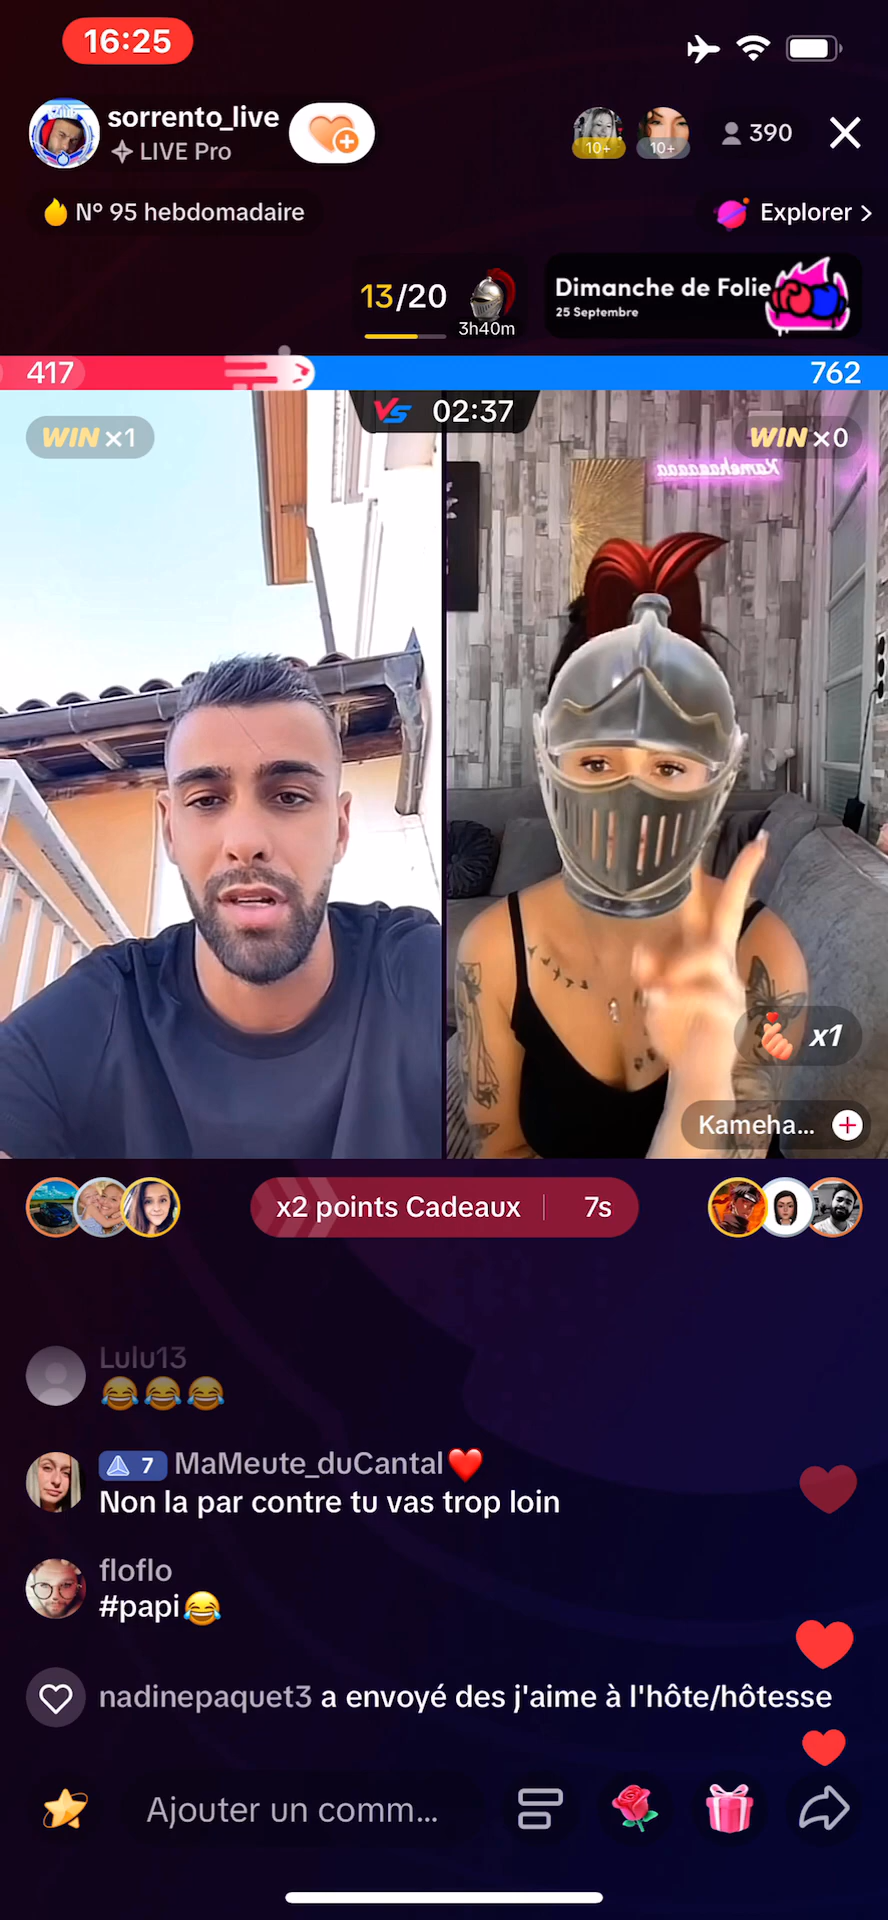 16:25
sorrento_live
LIVE Pro
10+
10+
390
N° 95 hebdomadaire
Explorer
13/20
3h40m
Dimanche de Folie
25 Septembre
417
762
VS 02:37
WIN x1
WIN x0
Kamehaaaaaa
x1
Kameha...
x2 points Cadeaux
7s
Lulu13
😂😂😂
7 MaMeute_duCantal❤️
Non la par contre tu vas trop loin
floflo
#papi😂
nadinepaquet3 a envoyé des j'aime à l'hôte/hôtesse
Ajouter un comm...